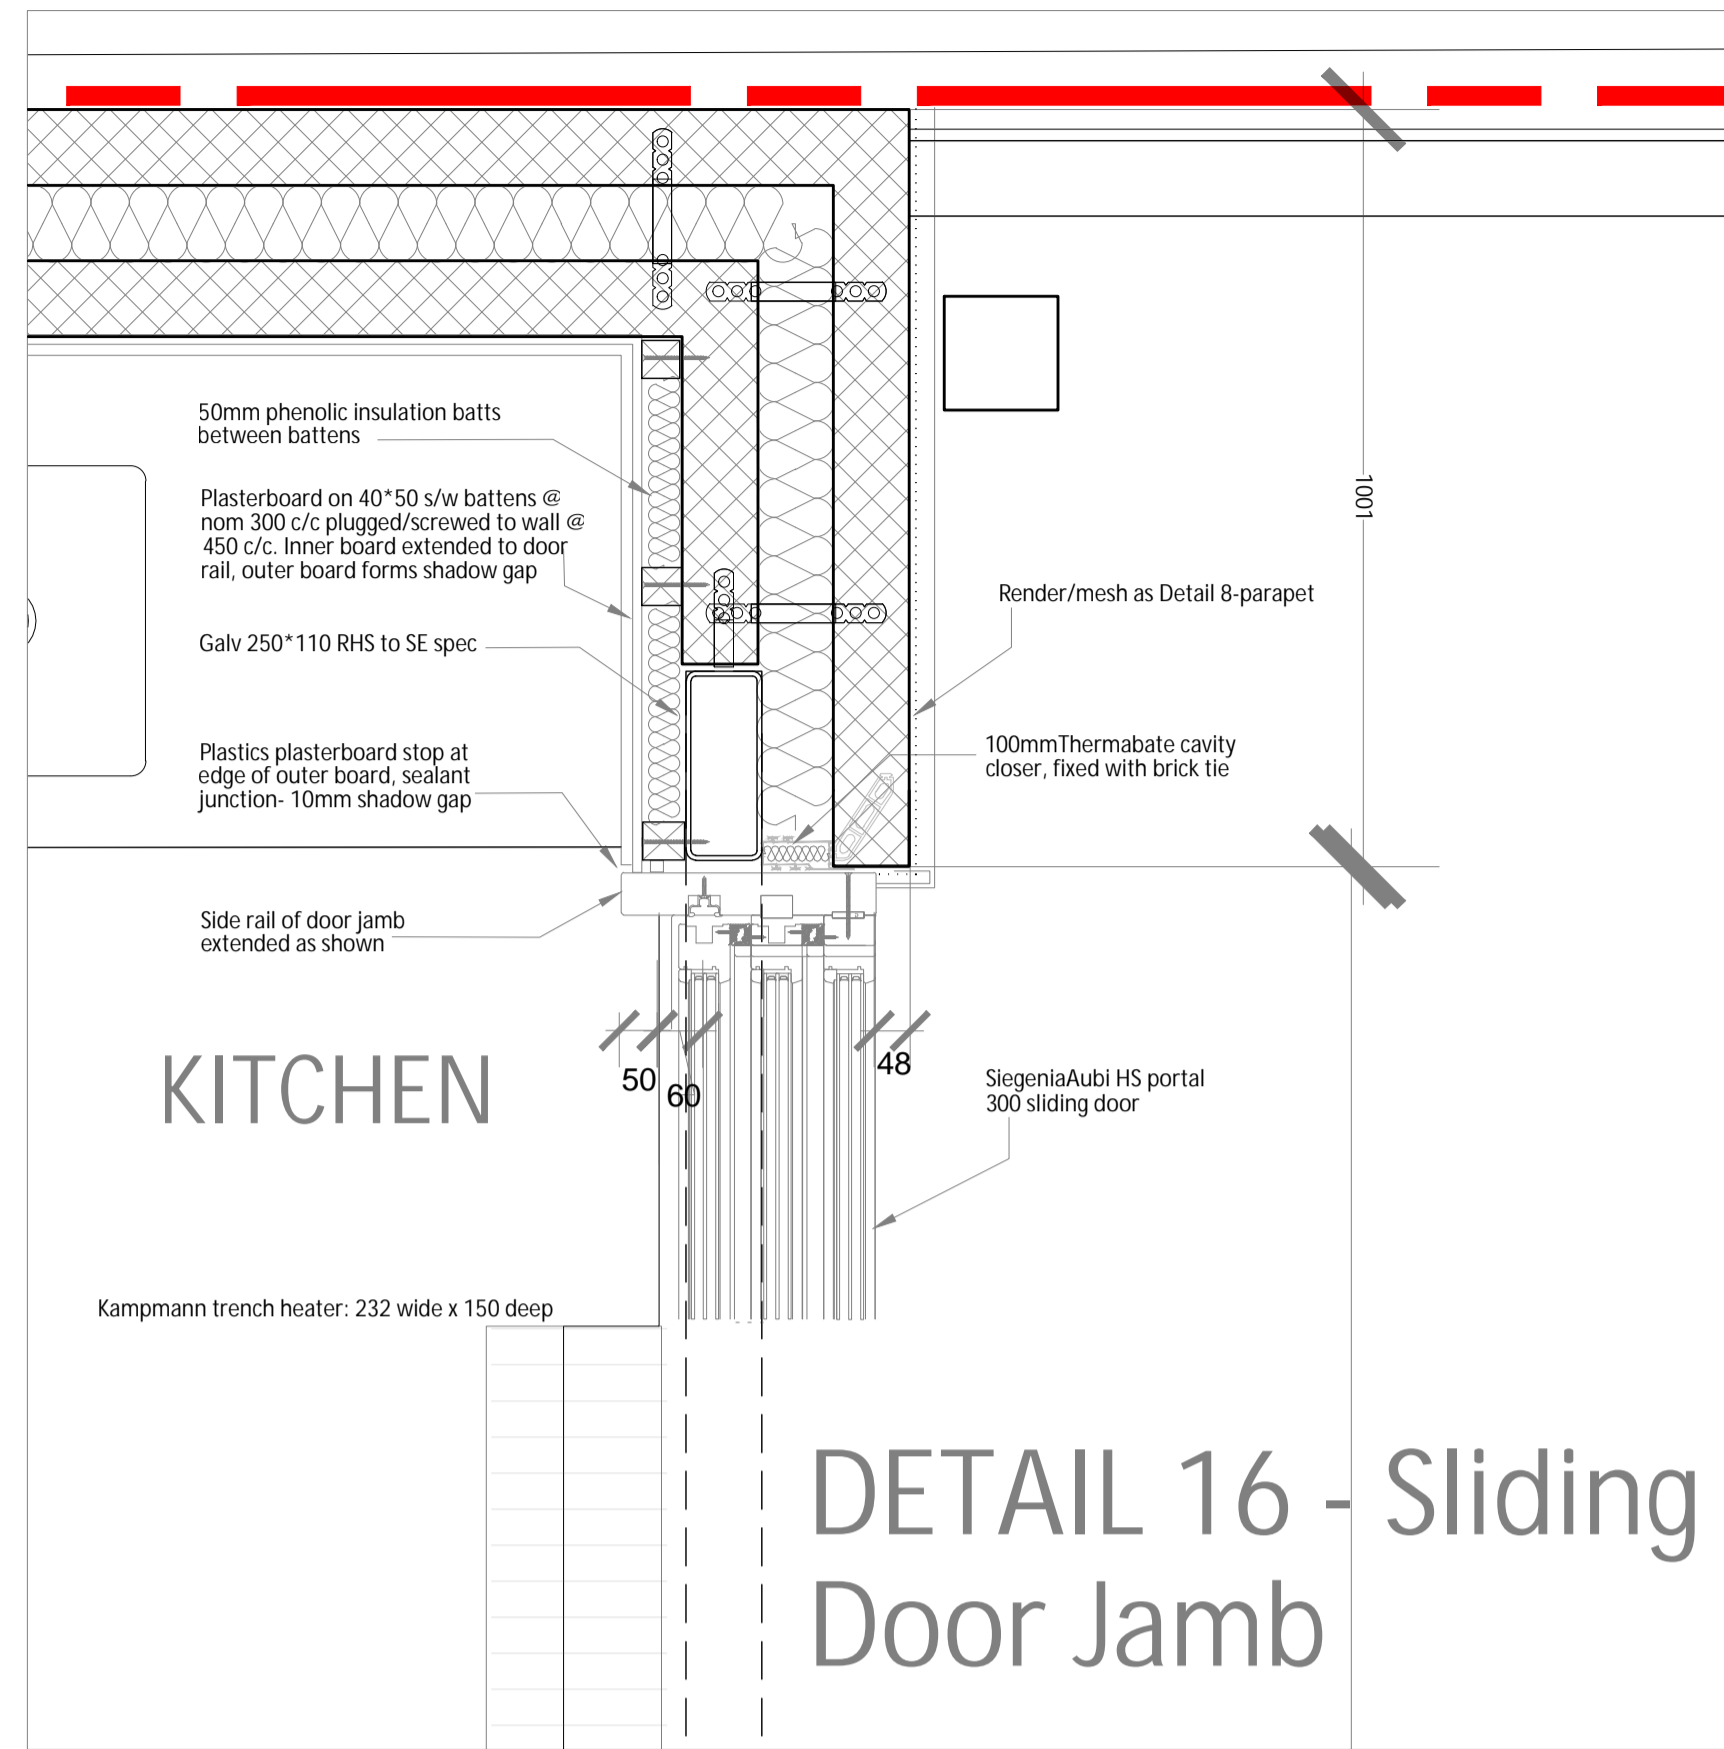 50mm phenolic insulation batts
between battens
Plasterboard on 40*50 s/w battens @
nom 300 c/c plugged/screwed to wall @
450 c/c. Inner board extended to door
rail, outer board forms shadow gap
Galv 250*110 RHS to SE spec
Plastics plasterboard stop at
edge of outer board, sealant
junction- 10mm shadow gap
Side rail of door jamb
extended as shown
1001
Render/mesh as Detail 8-parapet
100mmThermabate cavity
closer, fixed with brick tie
KITCHEN
50
60
48
SiegeniaAubi HS portal
300 sliding door
Kampmann trench heater: 232 wide x 150 deep
DETAIL 16 - Sliding
Door Jamb